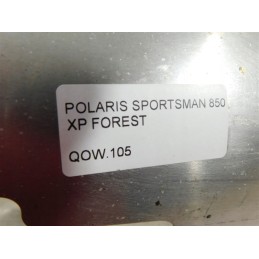 POLARIS SPORTSMAN 850
XP FOREST
QOW.105